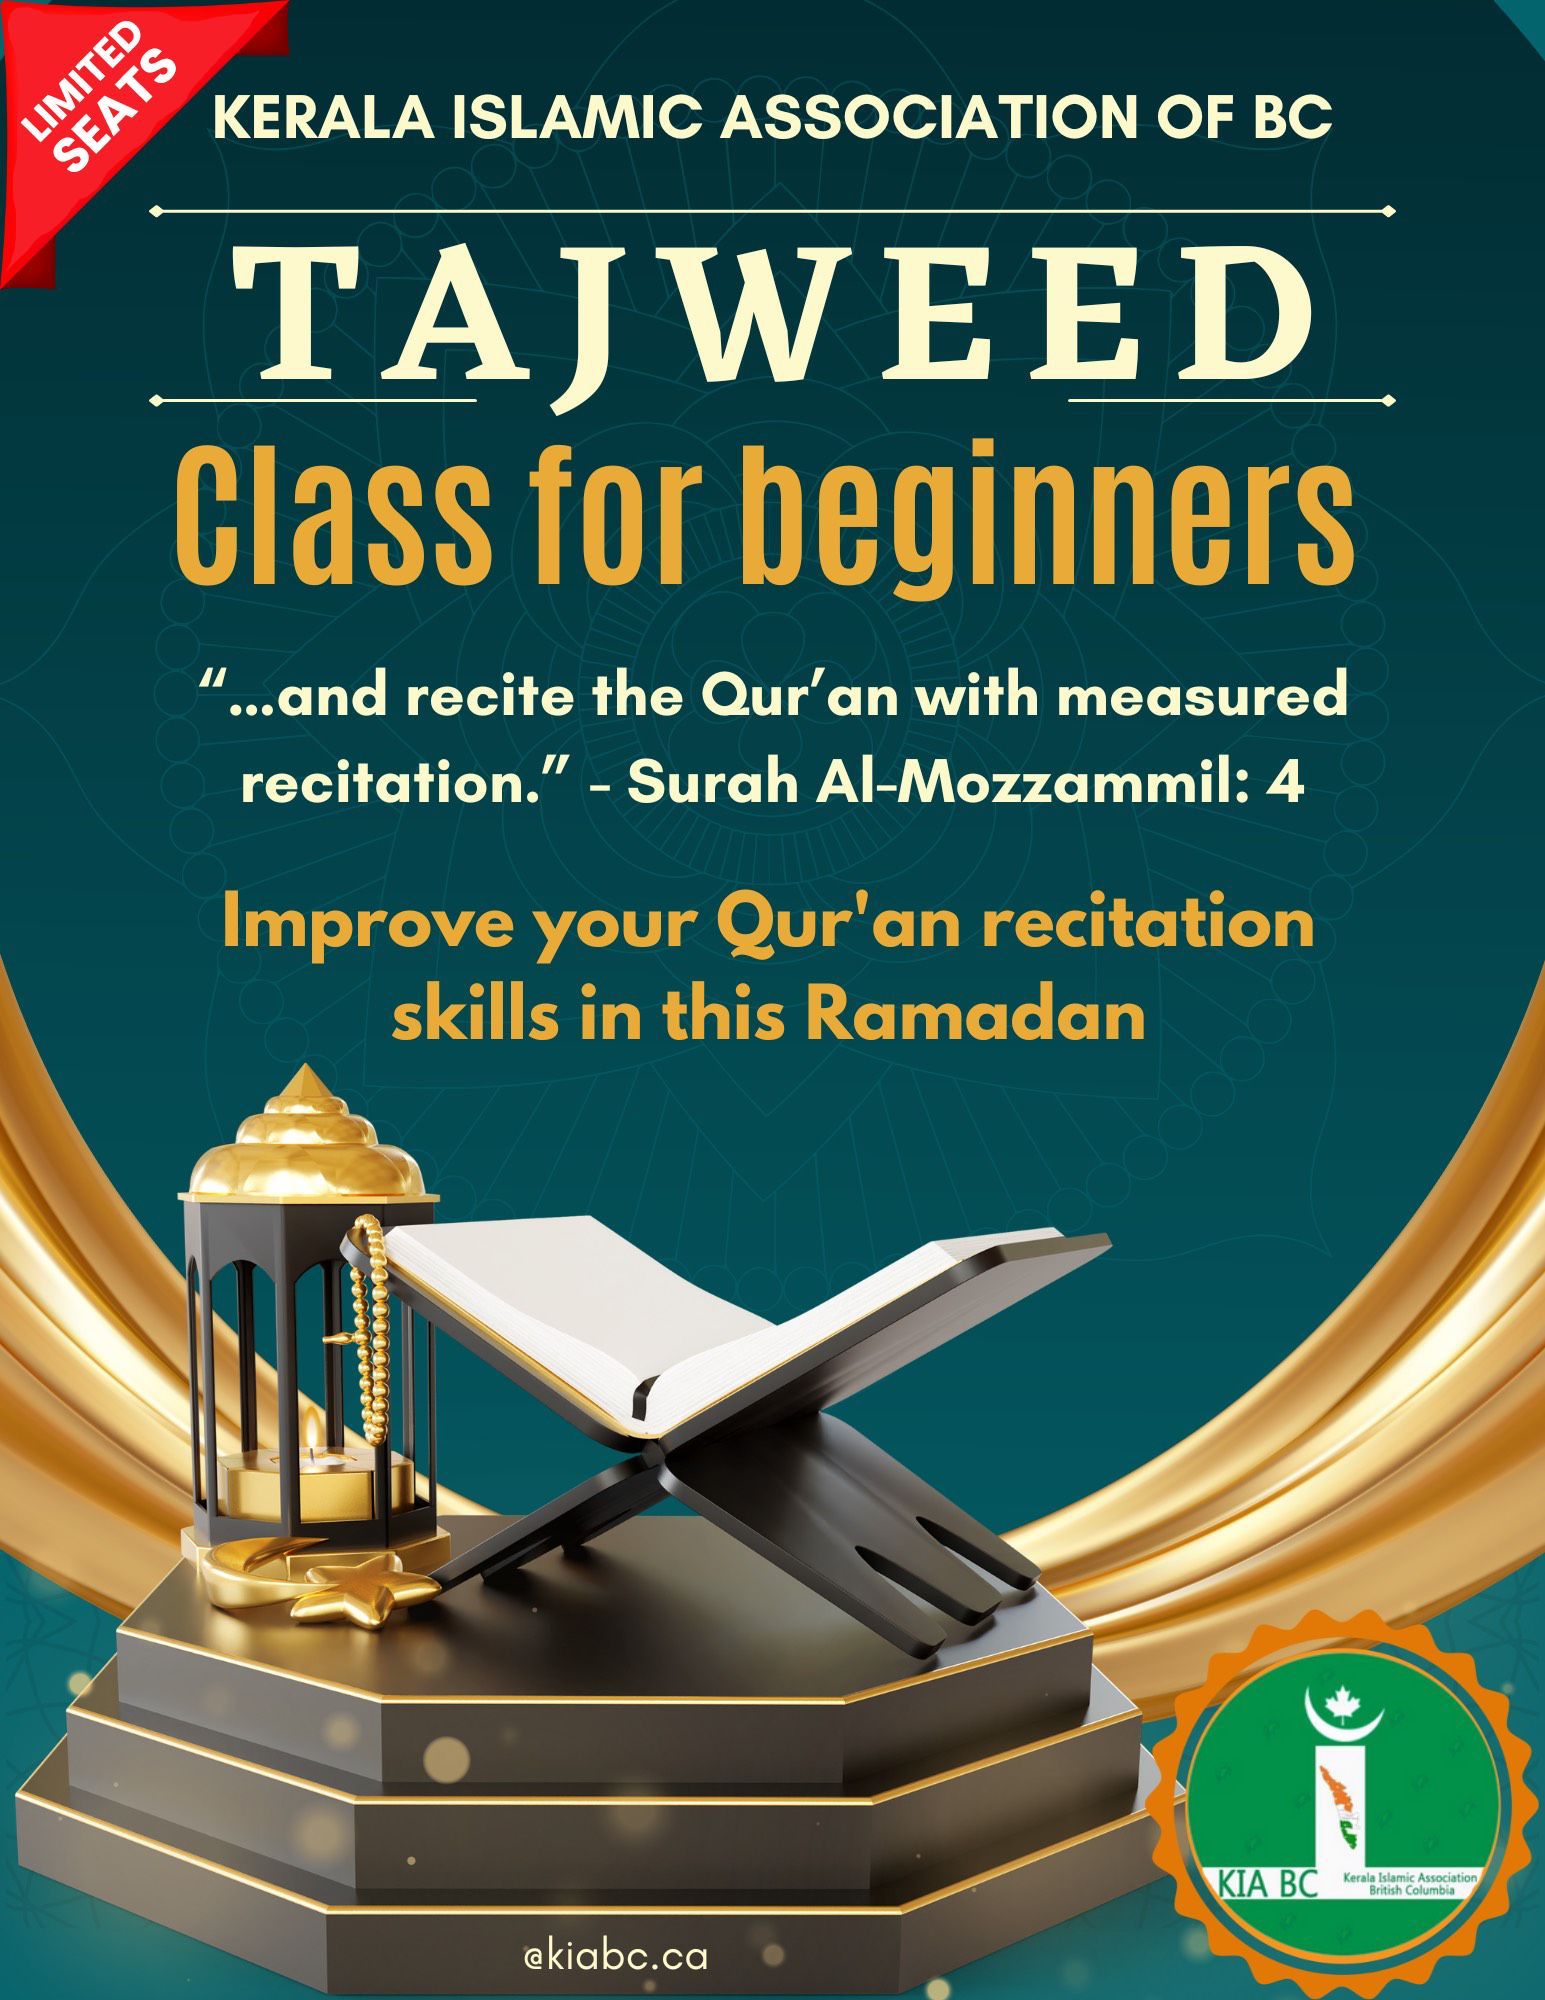 LIMITED
SEATS
KERALA ISLAMIC ASSOCIATION OF BC
TAJWEED
Class for beginners
“...and recite the Qur’an with measured
recitation.” - Surah Al-Mozzammil: 4
Improve your Qur'an recitation
skills in this Ramadan
KIA BC
Kerala Islamic Association
British Columbia
@kiabc.ca